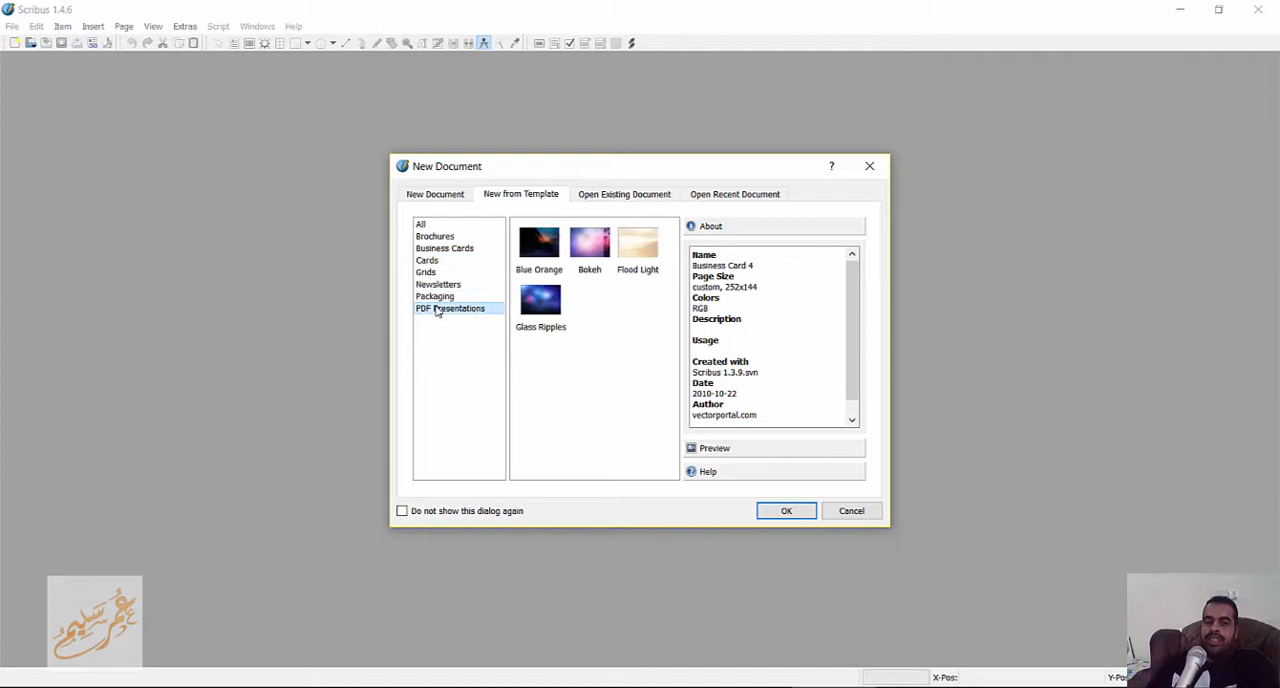 Scribus 1.4.6
File Edit Item Insert Page View Extras Script Windows Help
New Document
New Document New from Template Open Existing Document Open Recent Document
All
Brochures
Business Cards
Cards
Grids
Newsletters
Packaging
PDF Presentations
Blue Orange Bokeh Flood Light
Glass Ripples
About
Name
Business Card 4
Page Size
custom, 252x144
Colors
RGB
Description
Usage
Created with
Scribus 1.3.9.svn
Date
2010-10-22
Author
vectorportal.com
Preview
Help
Do not show this dialog again
OK Cancel
عمر سليم
X-Pos:
Y-Pos